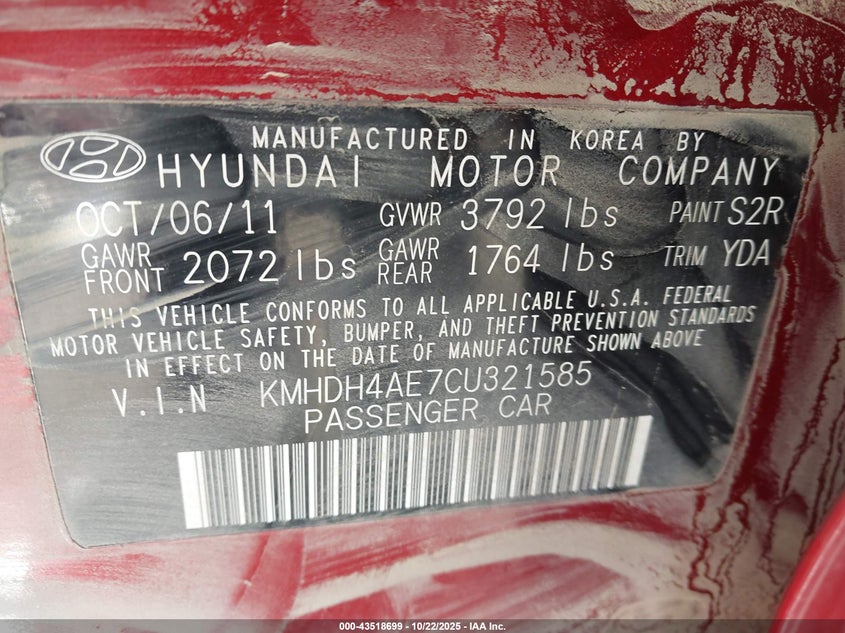 MANUFACTURED IN KOREA BY
HYUNDAI MOTOR COMPANY
OCT/06/11 GVWR 3792 lbs PAINT S2R
GAWR FRONT 2072 lbs GAWR REAR 1764 lbs TRIM YDA
THIS VEHICLE CONFORMS TO ALL APPLICABLE U.S.A. FEDERAL
MOTOR VEHICLE SAFETY, BUMPER, AND THEFT PREVENTION STANDARDS
IN EFFECT ON THE DATE OF MANUFACTURE SHOWN ABOVE
V.I.N KMHDH4AE7CU321585
PASSENGER CAR
000-43518699 - 10/22/2025 - IAA Inc.